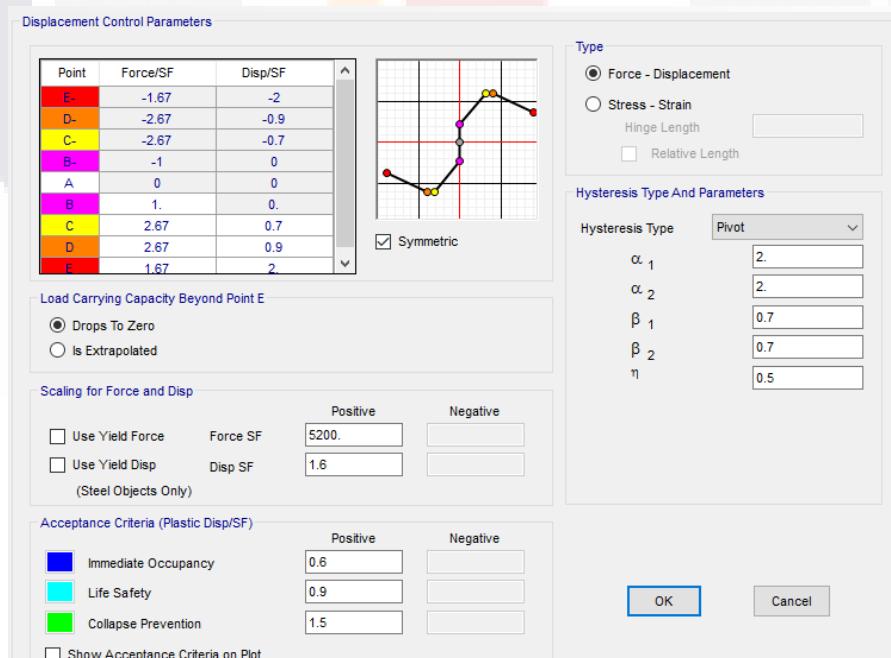 Displacement Control Parameters
Point Force/SF Disp/SF
E- -1.67 -2
D- -2.67 -0.9
C- -2.67 -0.7
B- -1 0
A 0 0
B 1. 0.
C 2.67 0.7
D 2.67 0.9
E 1.67 2.
Symmetric
Load Carrying Capacity Beyond Point E
Drops To Zero
Is Extrapolated
Scaling for Force and Disp
Positive Negative
Use Yield Force Force SF 5200.
Use Yield Disp Disp SF 1.6
(Steel Objects Only)
Acceptance Criteria (Plastic Disp/SF)
Positive Negative
Immediate Occupancy 0.6
Life Safety 0.9
Collapse Prevention 1.5
Show Acceptance Criteria on Plot
Type
Force - Displacement
Stress - Strain
Hinge Length
Relative Length
Hysteresis Type And Parameters
Hysteresis Type Pivot
α 1 2.
α 2 2.
β 1 0.7
β 2 0.7
η 0.5
OK Cancel